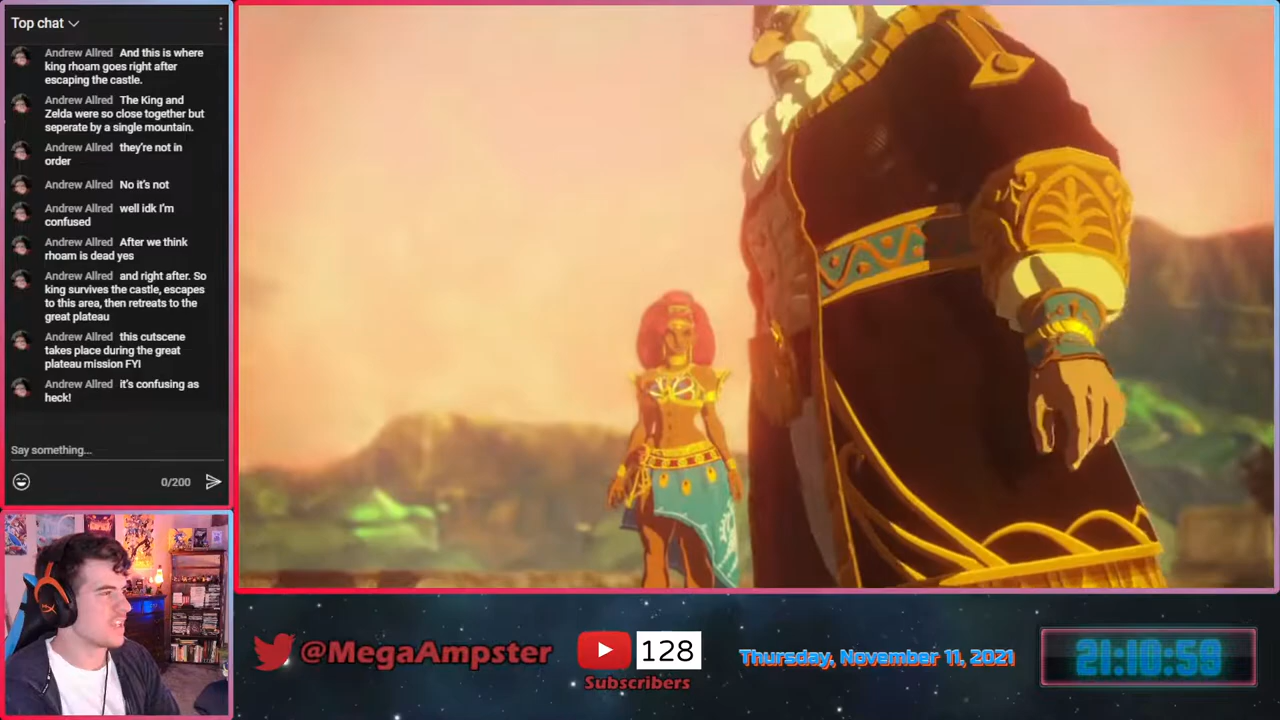 Top chat
Andrew Allred And this is where
king rhoam goes right after
escaping the castle.
Andrew Allred The King and
Zelda were so close together but
seperate by a single mountain.
Andrew Allred they're not in
order
Andrew Allred No it's not
Andrew Allred well idk I'm
confused
Andrew Allred After we think
rhoam is dead yes
Andrew Allred and right after. So
king survives the castle, escapes
to this area, then retreats to the
great plateau
Andrew Allred this cutscene
takes place during the great
plateau mission FYI
Andrew Allred it's confusing as
heck!
Say something...
0/200
@MegaAmpster
128
Subscribers
Thursday, November 11, 2021
21:10:59